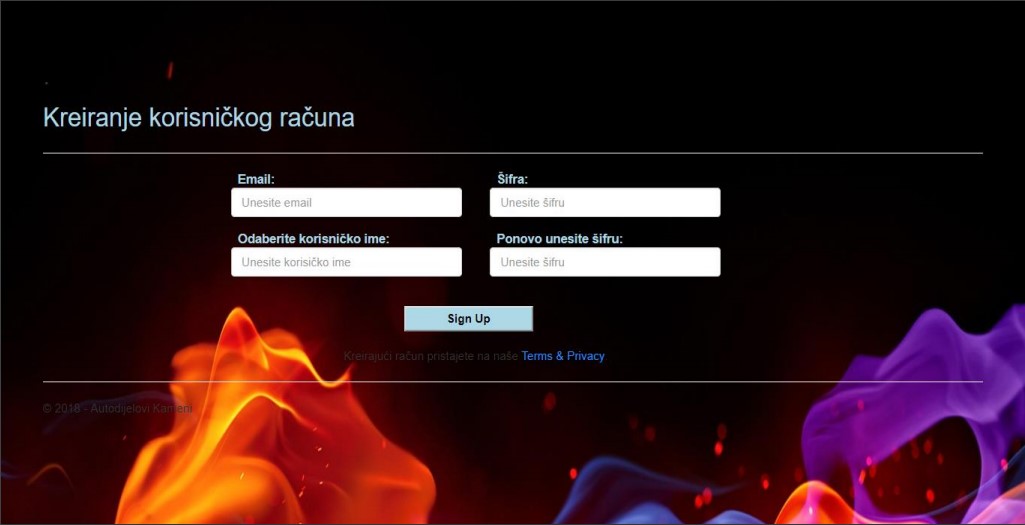 Kreiranje korisničkog računa
Email:
Šifra:
Unesite email
Unesite šifru
Odaberite korisničko ime:
Ponovo unesite šifru:
Unesite korisičko ime
Unesite šifru
Sign Up
Kreirajući račun pristajete na naše Terms & Privacy
© 2018 - Autodijelovi Kameni